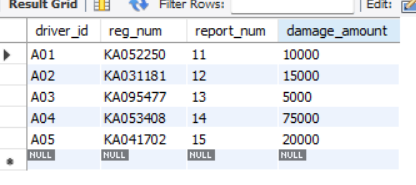 Result Grid Filter Rows: Edit:
driver_id reg_num report_num damage_amount
A01 KA052250 11 10000
A02 KA031181 12 15000
A03 KA095477 13 5000
A04 KA053408 14 75000
A05 KA041702 15 20000
NULL NULL NULL NULL